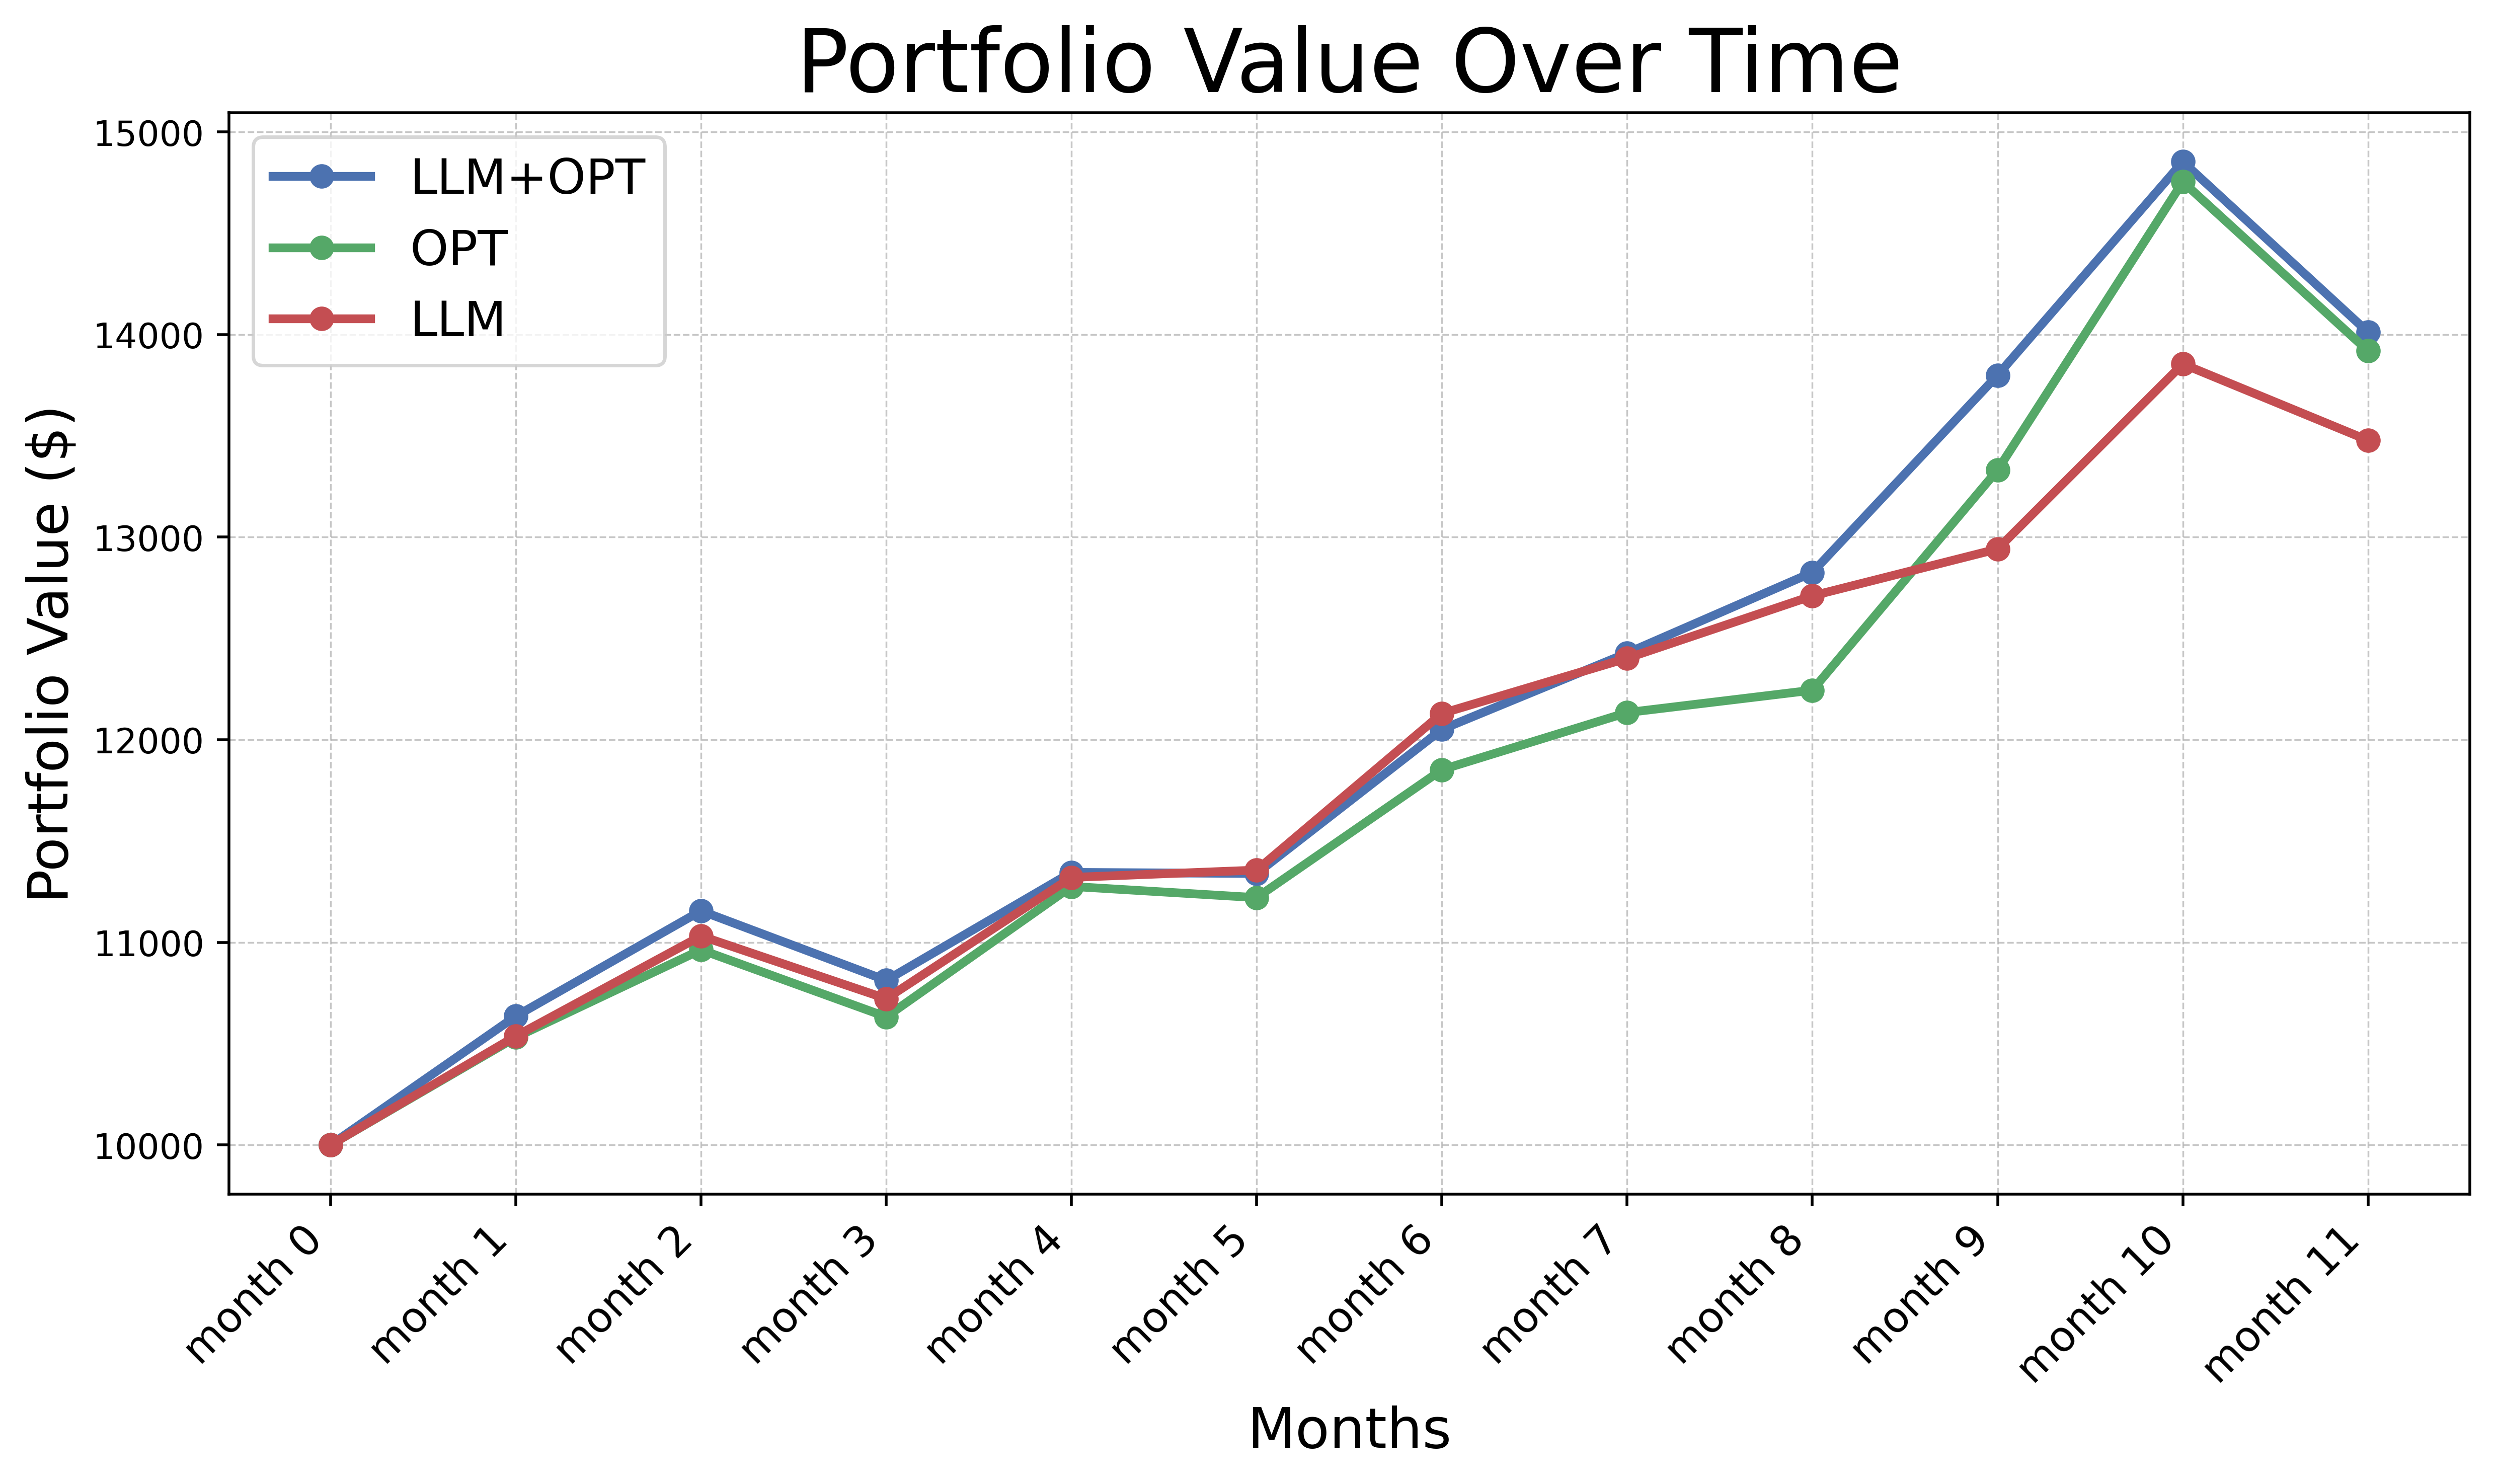 Portfolio Value Over Time
Portfolio Value ($)
15000
14000
13000
12000
11000
10000
LLM+OPT
OPT
LLM
month 0
month 1
month 2
month 3
month 4
month 5
month 6
month 7
month 8
month 9
month 10
month 11
Months